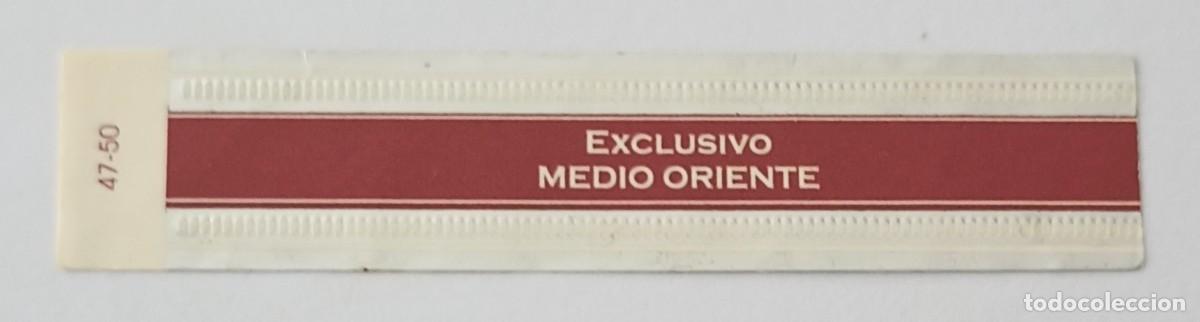 47-50
EXCLUSIVO
MEDIO ORIENTE
todocoleccion